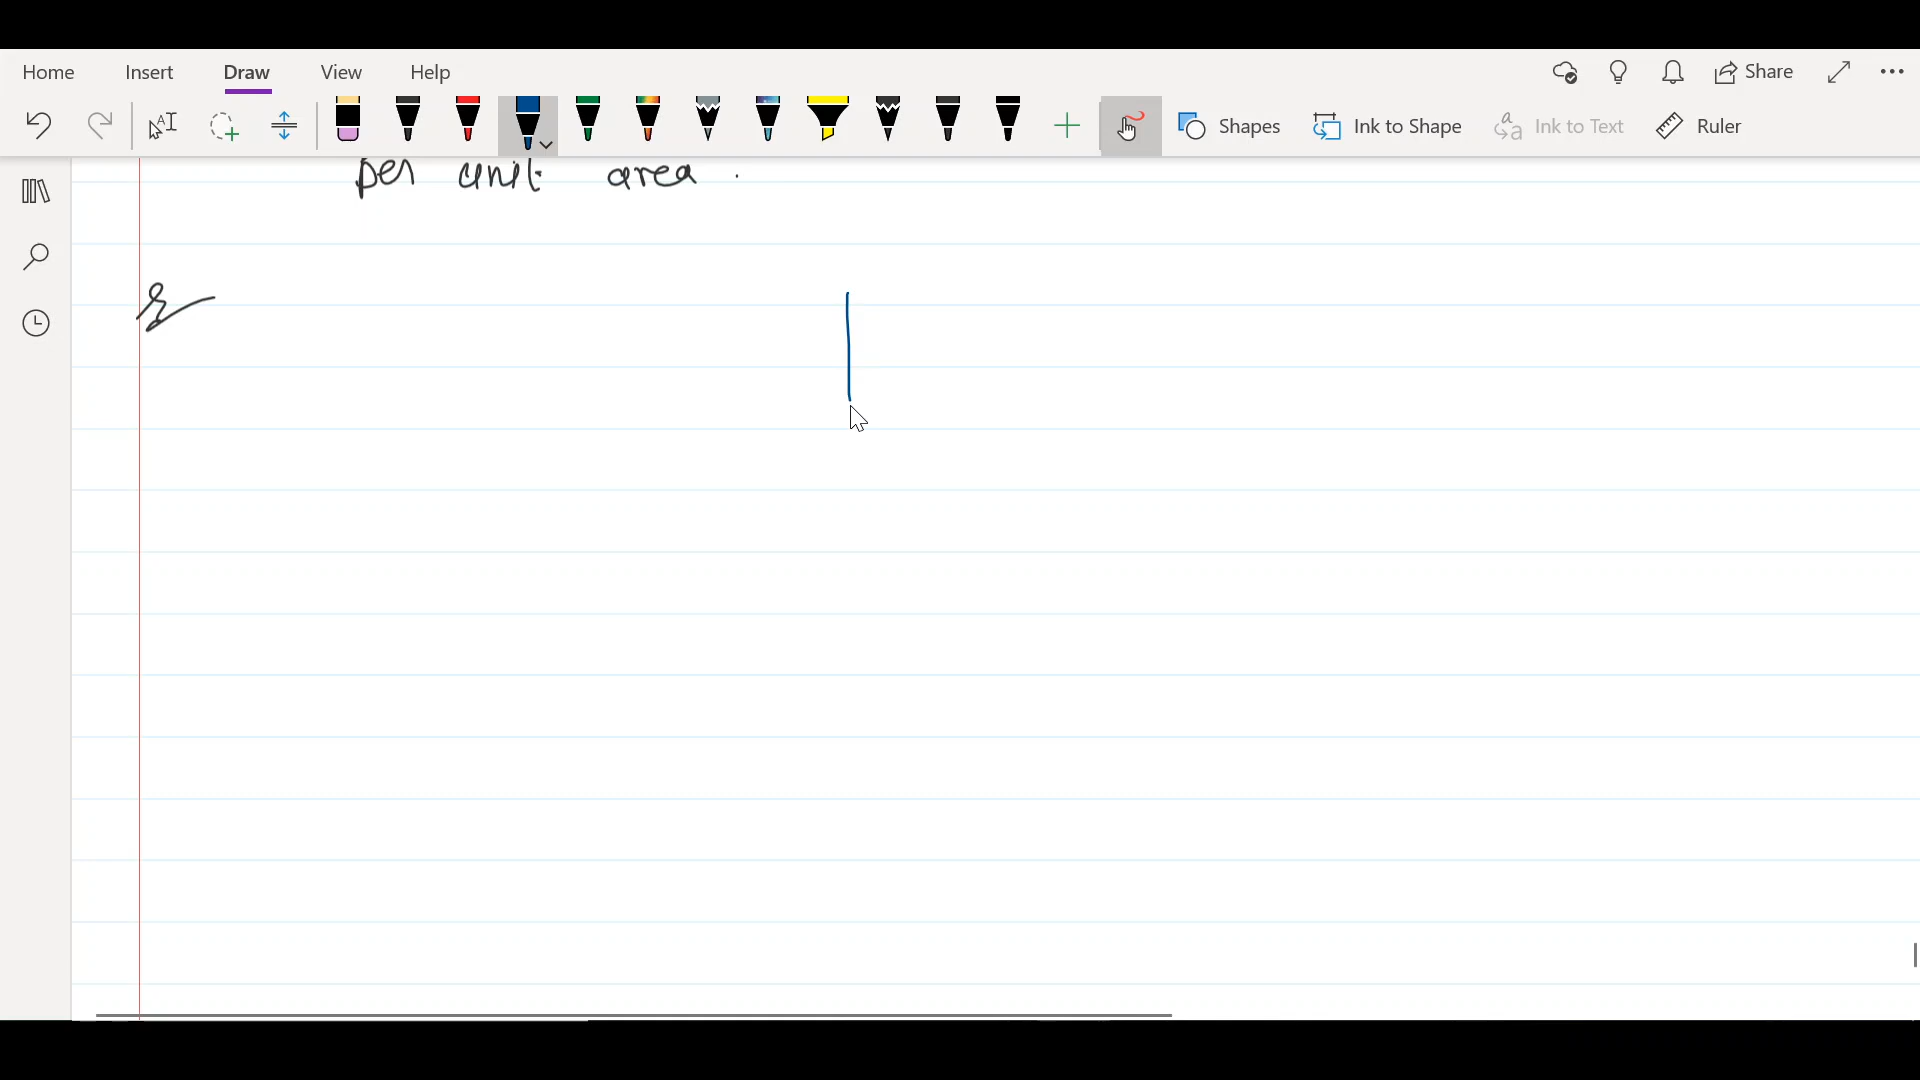 Home Insert Draw View Help Share
Shapes Ink to Shape Ink to Text Ruler
per unit area .